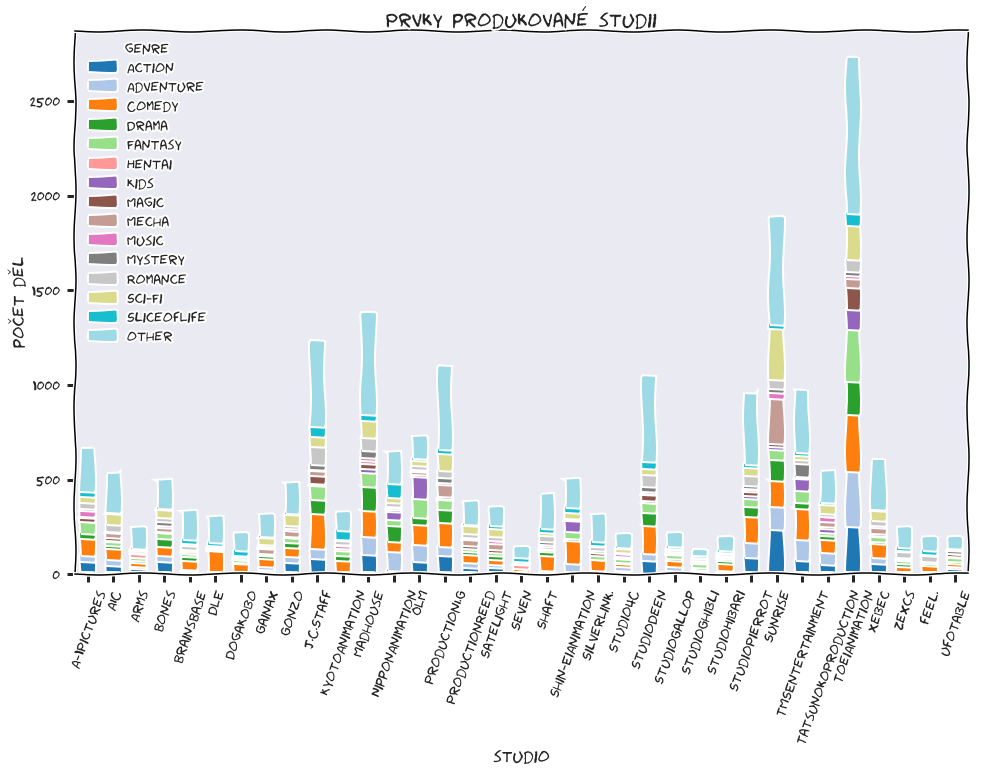 PRVKY PRODUKOVANÉ STUDII
GENRE
ACTION
ADVENTURE
COMEDY
DRAMA
FANTASY
HENTAI
KIDS
MAGIC
MECHA
MUSIC
MYSTERY
ROMANCE
SCI-FI
SLICEOFLIFE
OTHER
POČET DĚL
2500
2000
1500
1000
500
0
A-1PICTURES
AIC
ARMS
BONES
BRAINSBASE
DLE
DOGAKOBO
GAINAX
GONZO
J.C.STAFF
KYOTOANIMATION
MADHOUSE
NIPPONANIMATION
OLM
PRODUCTIONI.G
PRODUCTIONREED
SATELIGHT
SEVEN
SHAFT
SHIN-EIANIMATION
SILVERLINK.
STUDIO4C
STUDIODEEN
STUDIOGALLOP
STUDIOGHIBLI
STUDIOHIBARI
STUDIOPIERROT
SUNRISE
TMSENTERTAINMENT
TATSUNOKOPRODUCTION
TOEIANIMATION
XEBEC
ZEXCS
FEEL.
UFOTABLE
STUDIO